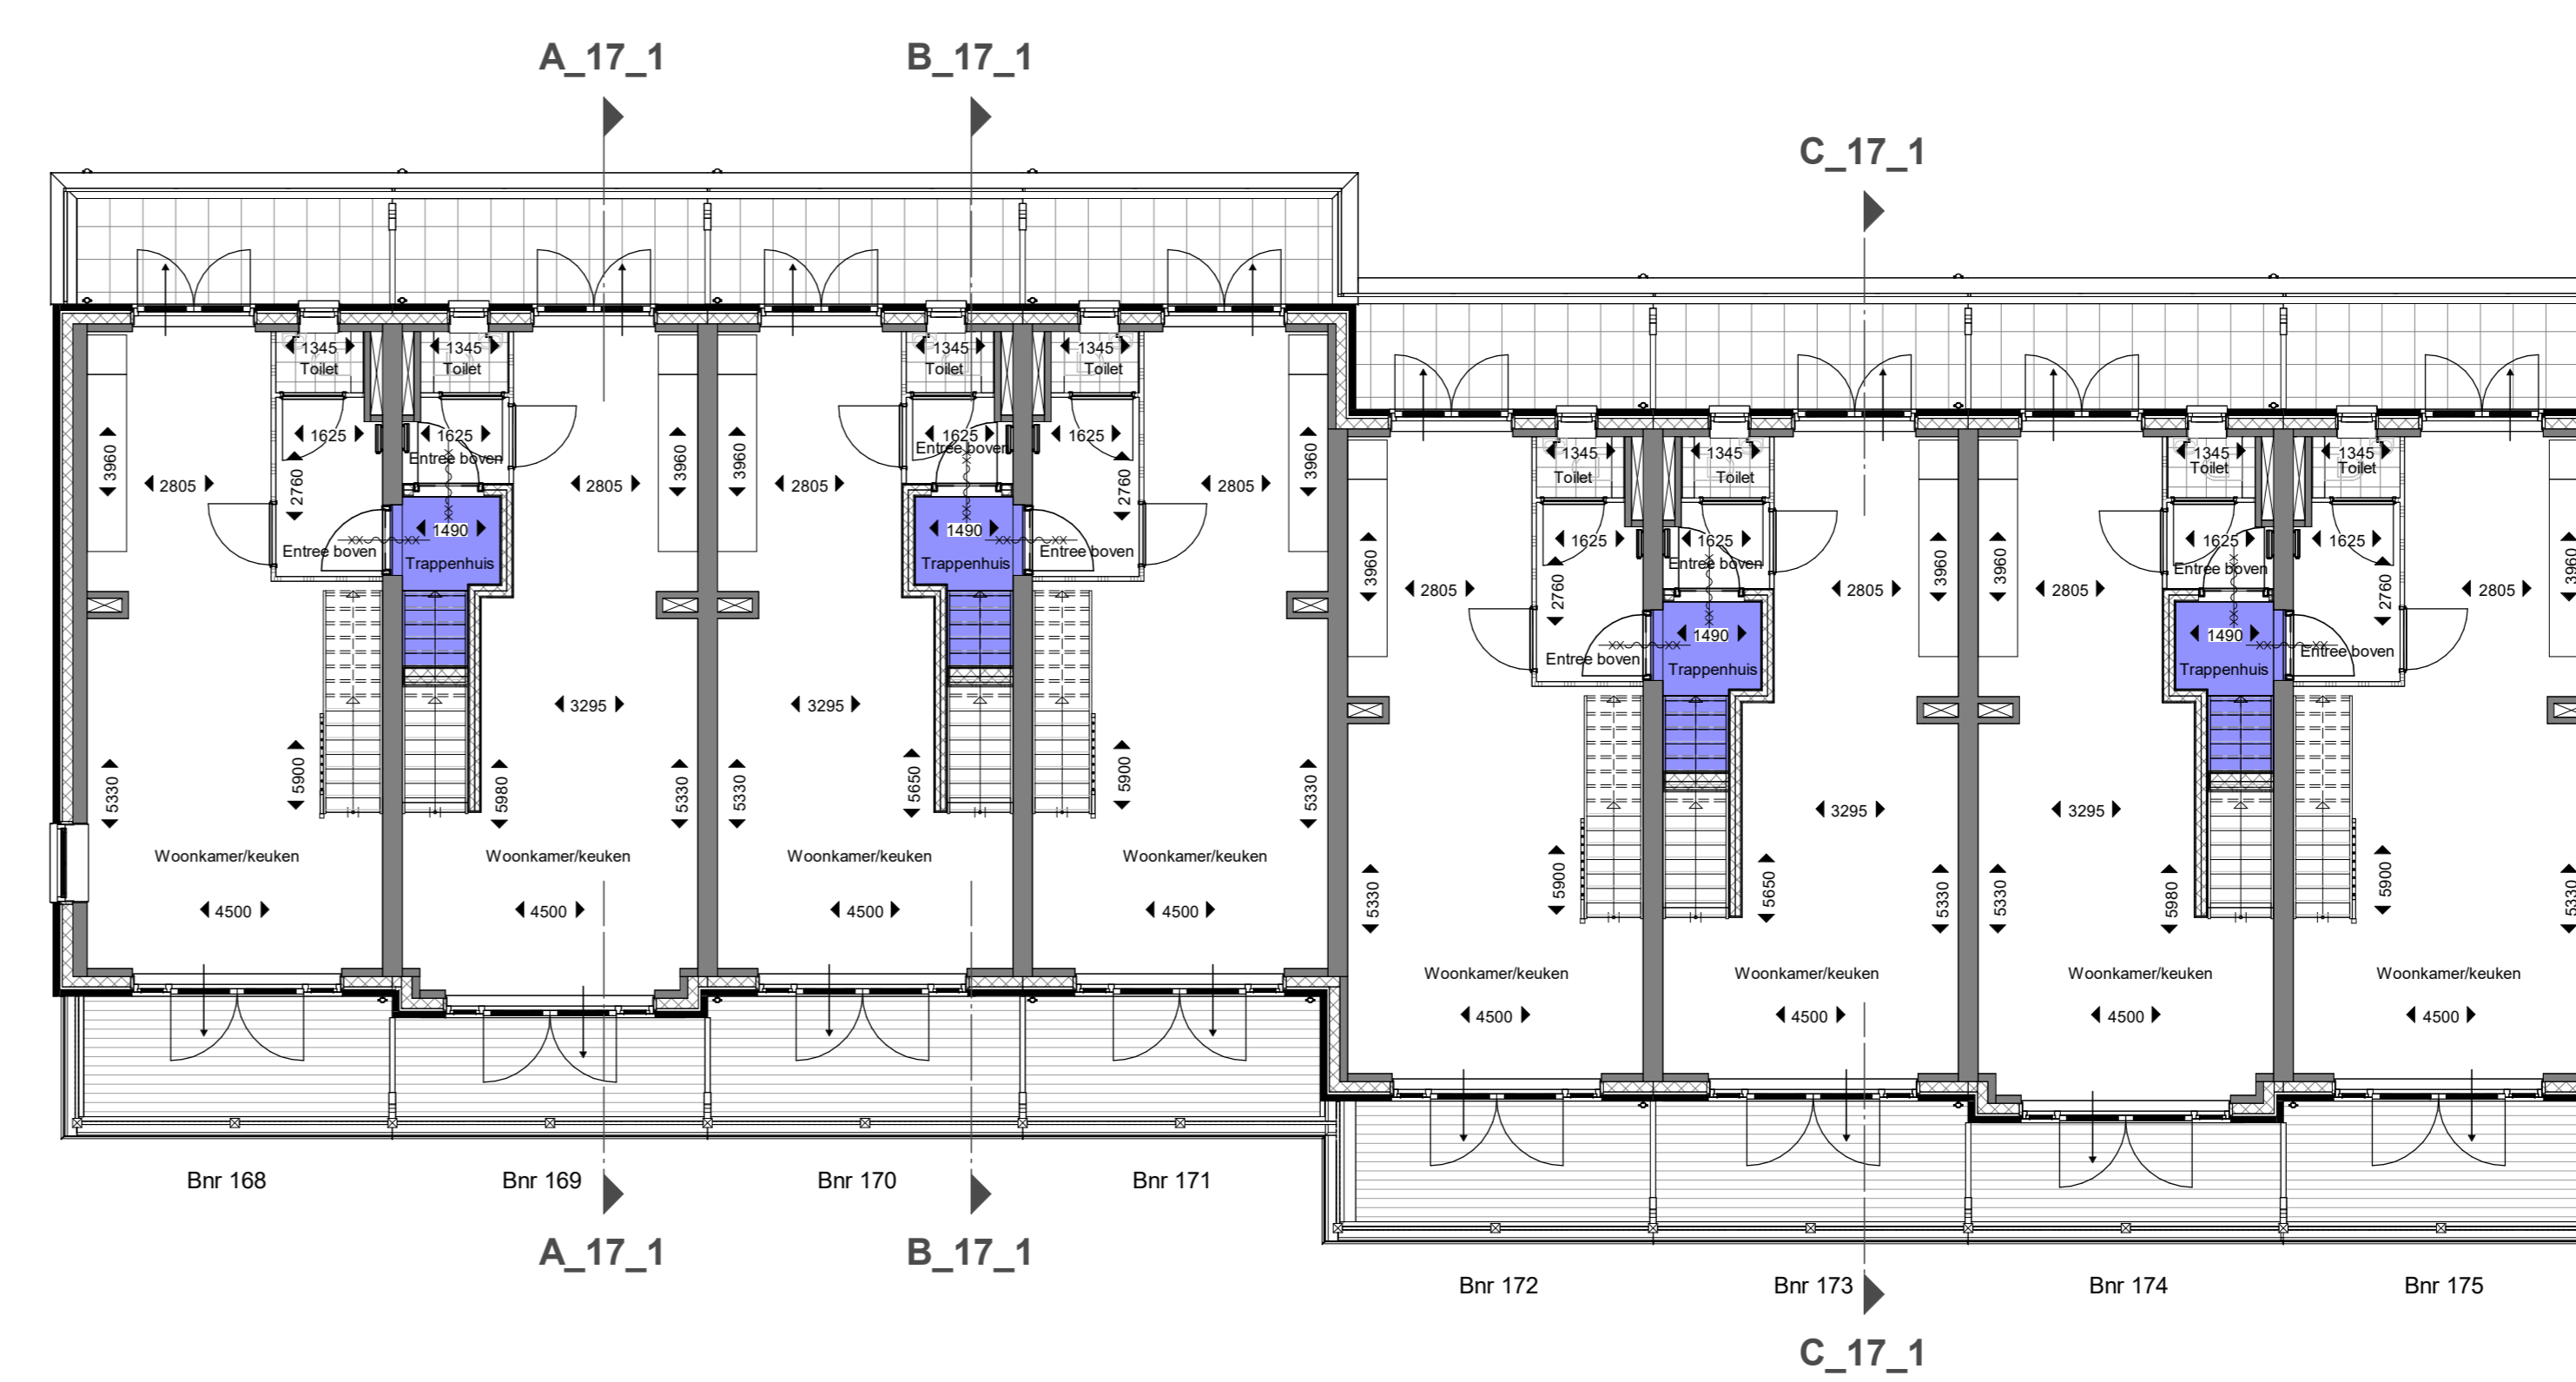 A_17_1
B_17_1
C_17_1
1345 1345 1345 1345
Toilet Toilet Toilet Toilet
1625 1625 1625 1625
Entree boven Entree boven
3960 2805 2760 2805 3960 3960 2805 2760 2805 3960
1490 1490
Entree boven Entree boven
Trappenhuis Trappenhuis
3295 3295
5330 5900 5980 5330 5330 5650 5900 5330
Woonkamer/keuken Woonkamer/keuken Woonkamer/keuken Woonkamer/keuken
4500 4500 4500 4500
1345 1345 1345 1345
Toilet Toilet Toilet Toilet
1625 1625 1625 1625
Entree boven Entree boven
3960 2805 2760 2805 3960 3960 2805 2760 2805 3960
1490 1490
Entree boven Entree boven
Trappenhuis Trappenhuis
3295 3295
5330 5900 5650 5330 5330 5980 5900 5330
Woonkamer/keuken Woonkamer/keuken Woonkamer/keuken Woonkamer/keuken
4500 4500 4500 4500
Bnr 168 Bnr 169 Bnr 170 Bnr 171
A_17_1
B_17_1
Bnr 172 Bnr 173 Bnr 174 Bnr 175
C_17_1